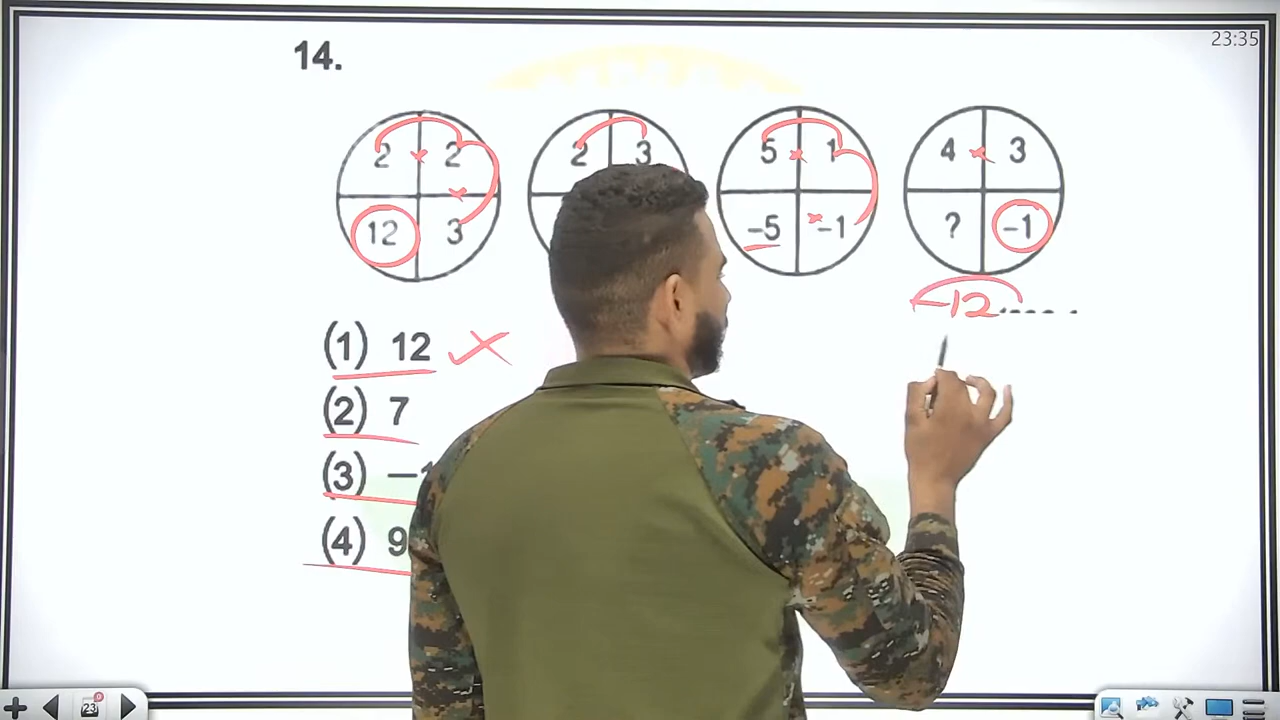 23:35
14.
2 × 2 2 3 5 × 1 4 × 3
× ×
12 3 -5 -1 ? -1
-12
(1) 12 ×
(2) 7
(3)
(4) 9
23